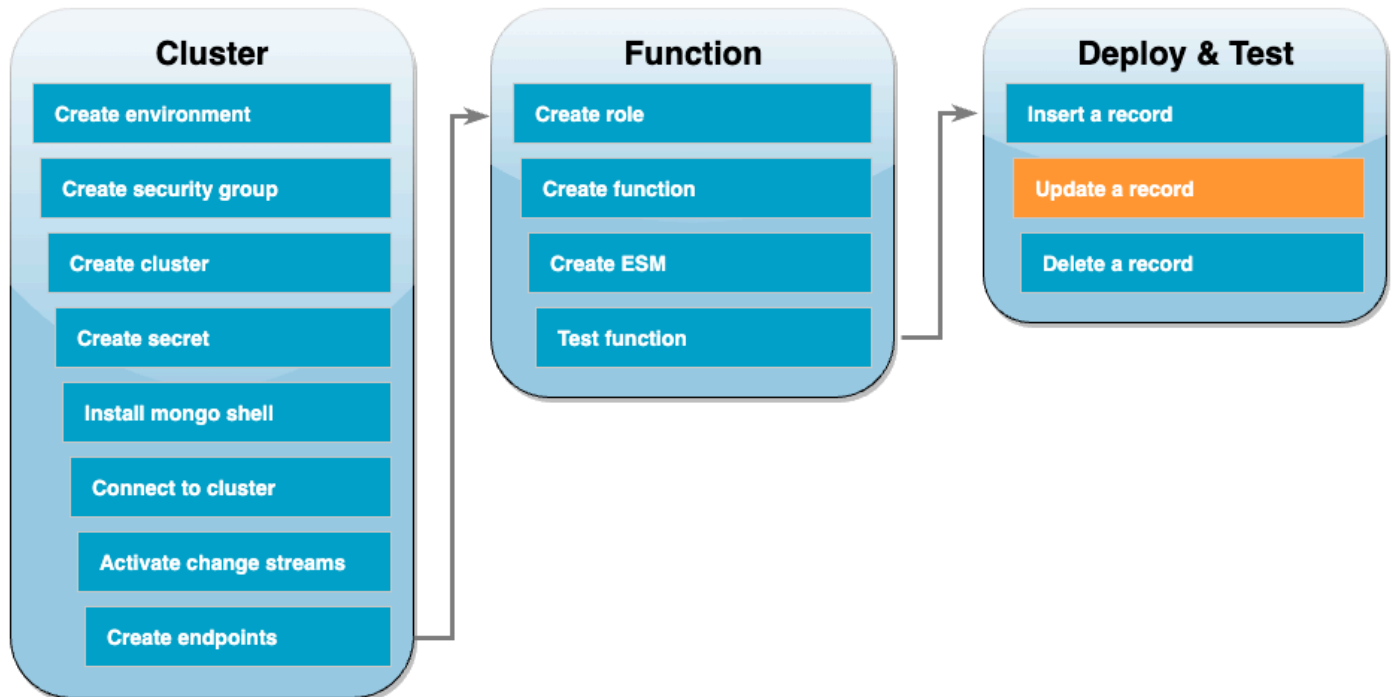 Cluster
Create environment
Create security group
Create cluster
Create secret
Install mongo shell
Connect to cluster
Activate change streams
Create endpoints
Function
Create role
Create function
Create ESM
Test function
Deploy & Test
Insert a record
Update a record
Delete a record